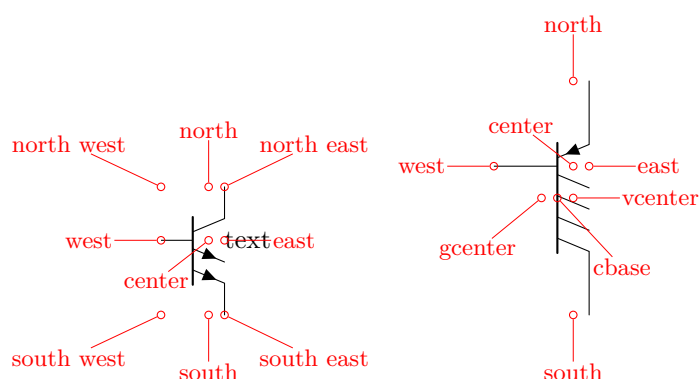 north
center
north west
north
north east
west
east
west
text
east
vcenter
gcenter
center
cbase
south west
south east
south
south